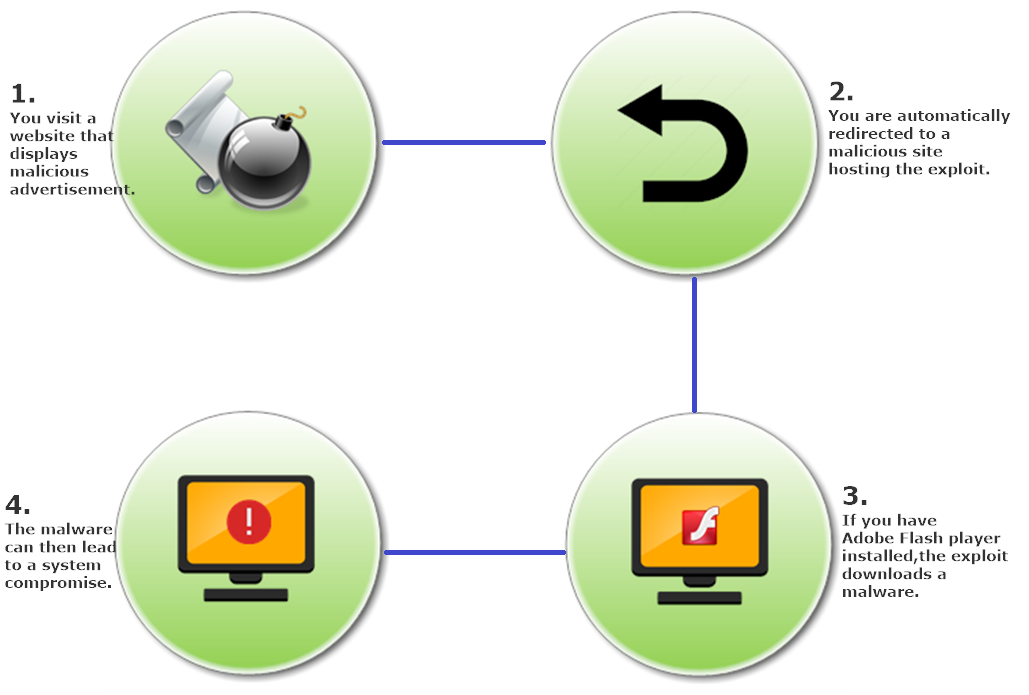 1.
You visit a
website that
displays
malicious
advertisement.
2.
You are automatically
redirected to a
malicious site
hosting the exploit.
3.
If you have
Adobe Flash player
installed,the exploit
downloads a
malware.
4.
The malware
can then lead
to a system
compromise.